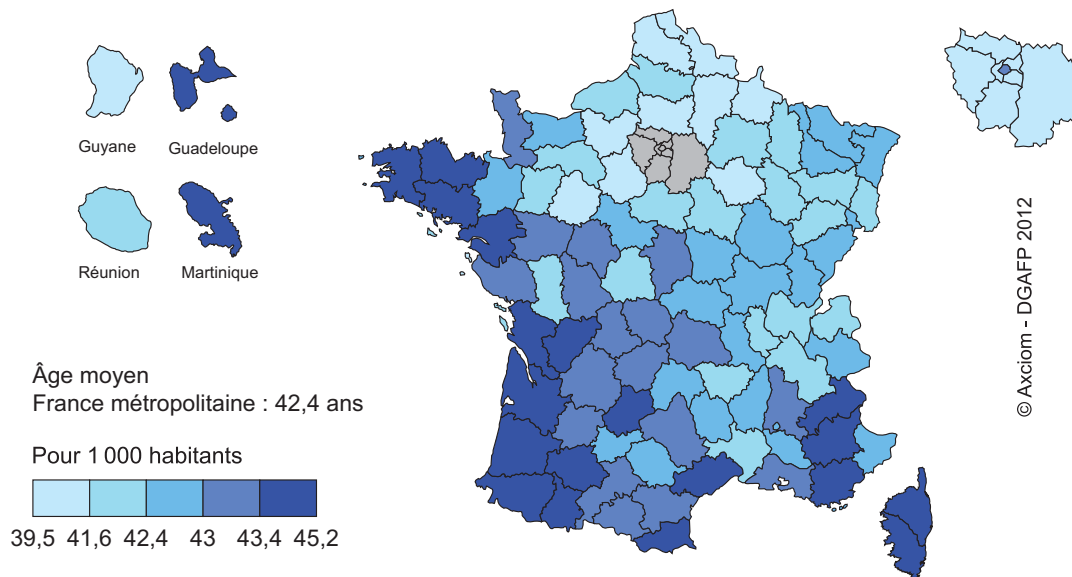 Guyane
Guadeloupe
Réunion
Martinique
Âge moyen
France métropolitaine : 42,4 ans
Pour 1 000 habitants
39,5 41,6 42,4 43 43,4 45,2
© Axciom - DGAFP 2012